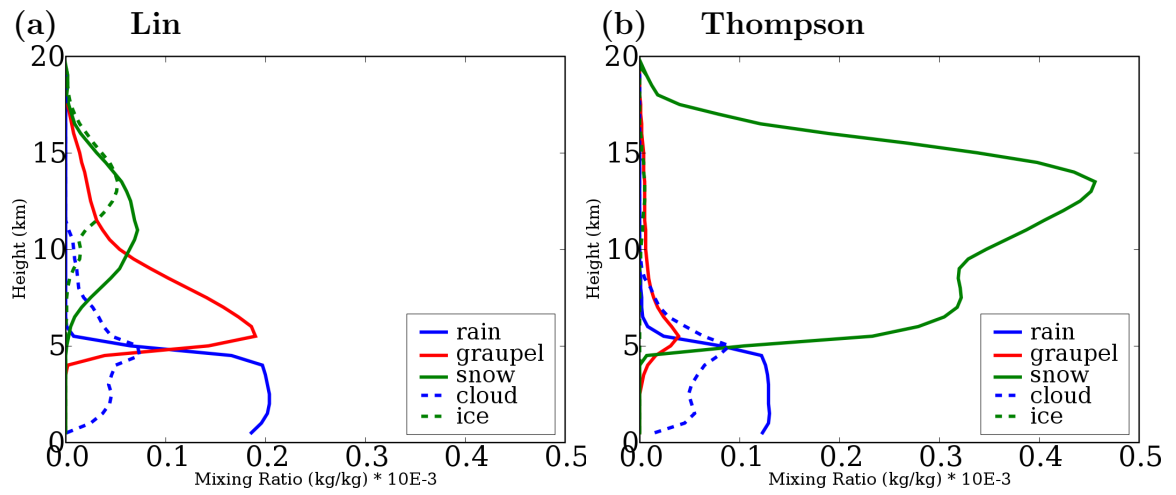 (a) Lin
20
15
10
5
0
0.0 0.1 0.2 0.3 0.4 0.5
Height (km)
Mixing Ratio (kg/kg) * 10E-3
rain
graupel
snow
cloud
ice
(b) Thompson
20
15
10
5
0
0.0 0.1 0.2 0.3 0.4 0.5
Height (km)
Mixing Ratio (kg/kg) * 10E-3
rain
graupel
snow
cloud
ice